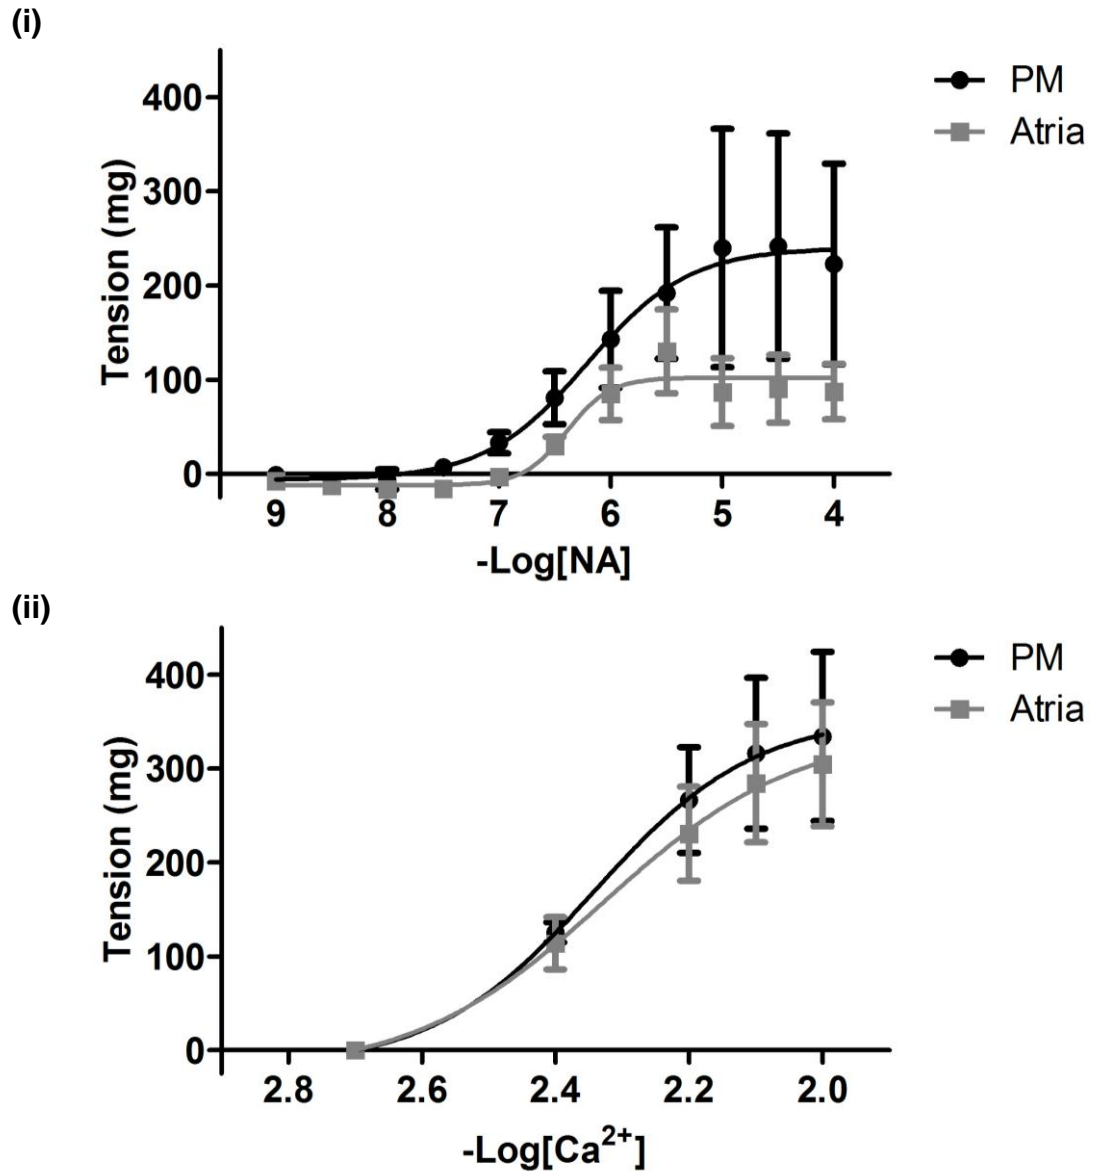 (i)
PM
Atria
Tension (mg)
400
300
200
100
0
9 8 7 6 5 4
-Log[NA]
(ii)
PM
Atria
Tension (mg)
400
300
200
100
0
2.8 2.6 2.4 2.2 2.0
-Log[Ca²⁺]